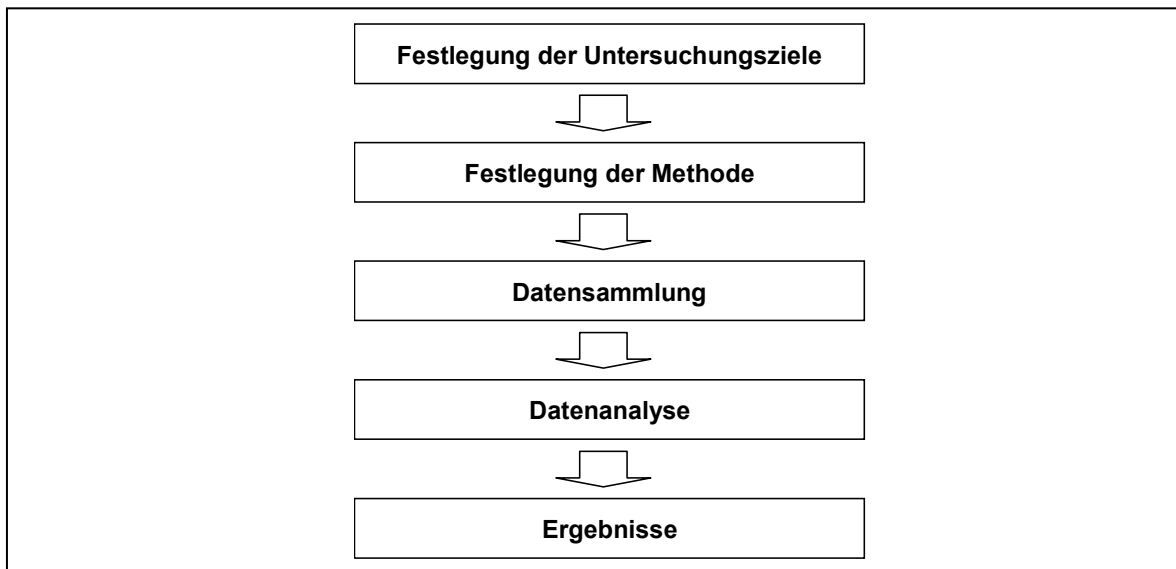 Festlegung der Untersuchungsziele
Festlegung der Methode
Datensammlung
Datenanalyse
Ergebnisse